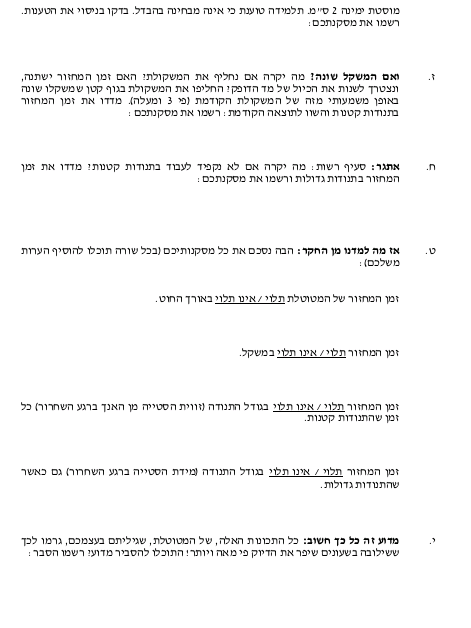 מוסטת ימינה 2 ס״מ. תלמידה טוענת כי אינה מבחינה בהבדל. בדקו בניסוי את הטענות.
רשמו את מסקנתכם:
ז. ואם המשקל שונה? מה יקרה אם נחליף את המשקולת? האם זמן המחזור ישתנה,
ונצטרך לשנות את הכיול של מד הדופק? החליפו את המשקולת בגוף קטן שמשקלו שונה
באופן משמעותי מזה של המשקולת הקודמת (פי 3 ומעלה). מדדו את זמן המחזור
בתנודות קטנות והשוו לתוצאה הקודמת: רשמו את מסקנתכם:
ח. אתגר: סעיף רשות: מה יקרה אם לא נקפיד לעבוד בתנודות קטנות? מדדו את זמן
המחזור בתנודות גדולות ורשמו את מסקנתכם:
ט. אז מה למדנו מן החקר: הבה נסכם את כל מסקנותיכם (בכל שורה תוכלו להוסיף הערות
משלכם):
זמן המחזור של המטוטלת תלוי / אינו תלוי באורך החוט.
זמן המחזור תלוי / אינו תלוי במשקל.
זמן המחזור תלוי / אינו תלוי בגודל התנודה (זווית הסטייה מן האנך ברגע השחרור) כל
זמן שהתנודות קטנות.
זמן המחזור תלוי / אינו תלוי בגודל התנודה (מידת הסטייה ברגע השחרור) גם כאשר
שהתנודות גדולות.
י. מדוע זה כל כך חשוב: כל התכונות האלה, של המטוטלת, שגיליתם בעצמכם, גרמו לכך
ששילובה בשעונים שיפר את הדיוק פי מאה ויותר! התוכלו להסביר מדוע? רשמו הסבר: